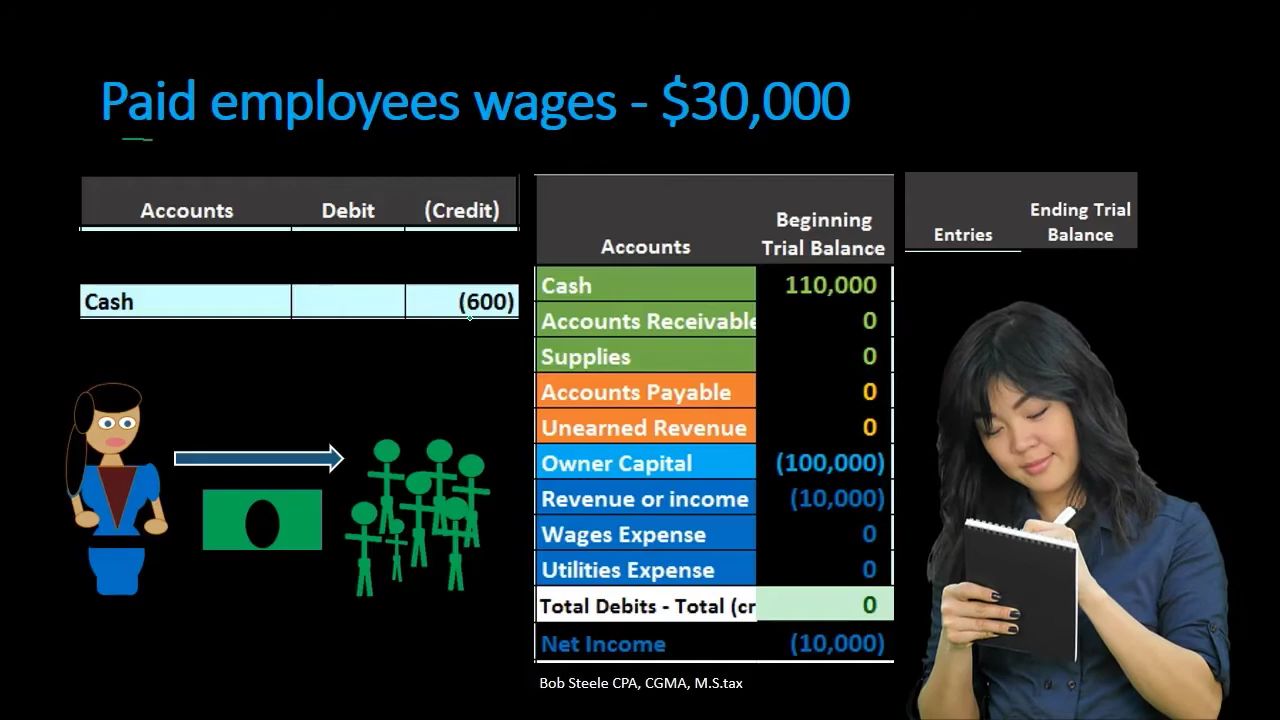 Paid employees wages - $30,000
Accounts Debit (Credit)
Cash (600)
Accounts Beginning Trial Balance
Cash 110,000
Accounts Receivable 0
Supplies 0
Accounts Payable 0
Unearned Revenue 0
Owner Capital (100,000)
Revenue or income (10,000)
Wages Expense 0
Utilities Expense 0
Total Debits - Total (cr 0
Net Income (10,000)
Entries Ending Trial Balance
Bob Steele CPA, CGMA, M.S.tax